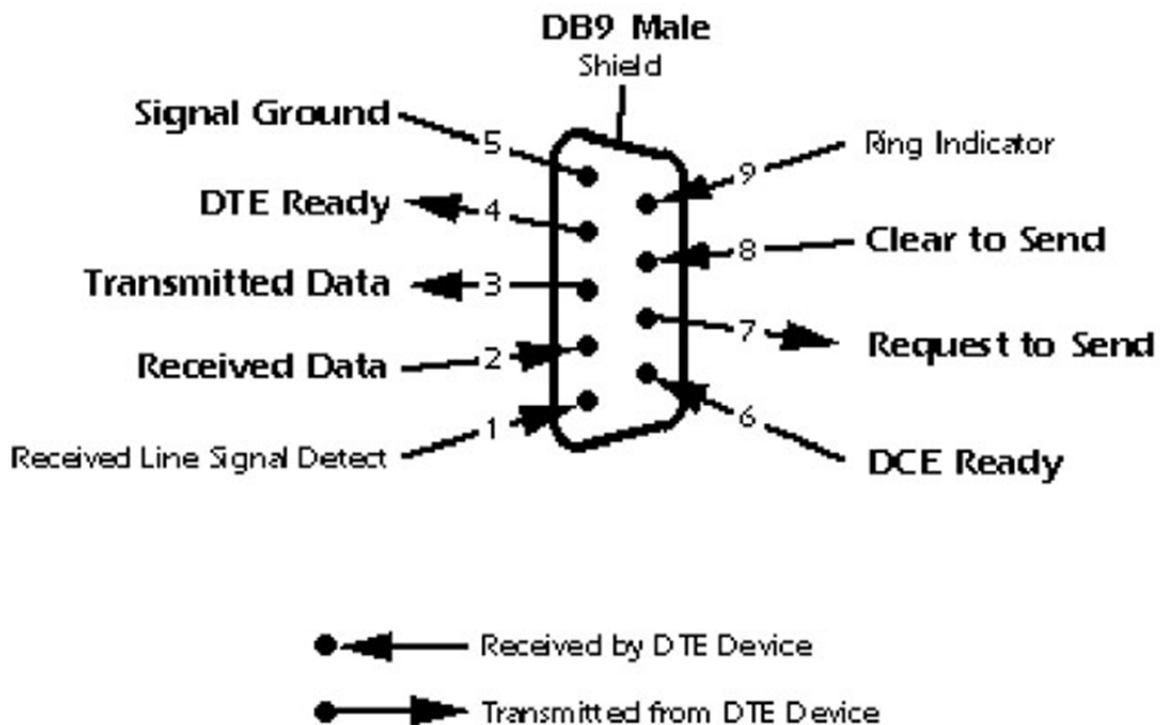 DB9 Male
Shield
Signal Ground
5
DTE Ready
4
Transmitted Data
3
Received Data
2
Received Line Signal Detect
1
9
Ring Indicator
8
Clear to Send
7
Request to Send
6
DCE Ready
Received by DTE Device
Transmitted from DTE Device